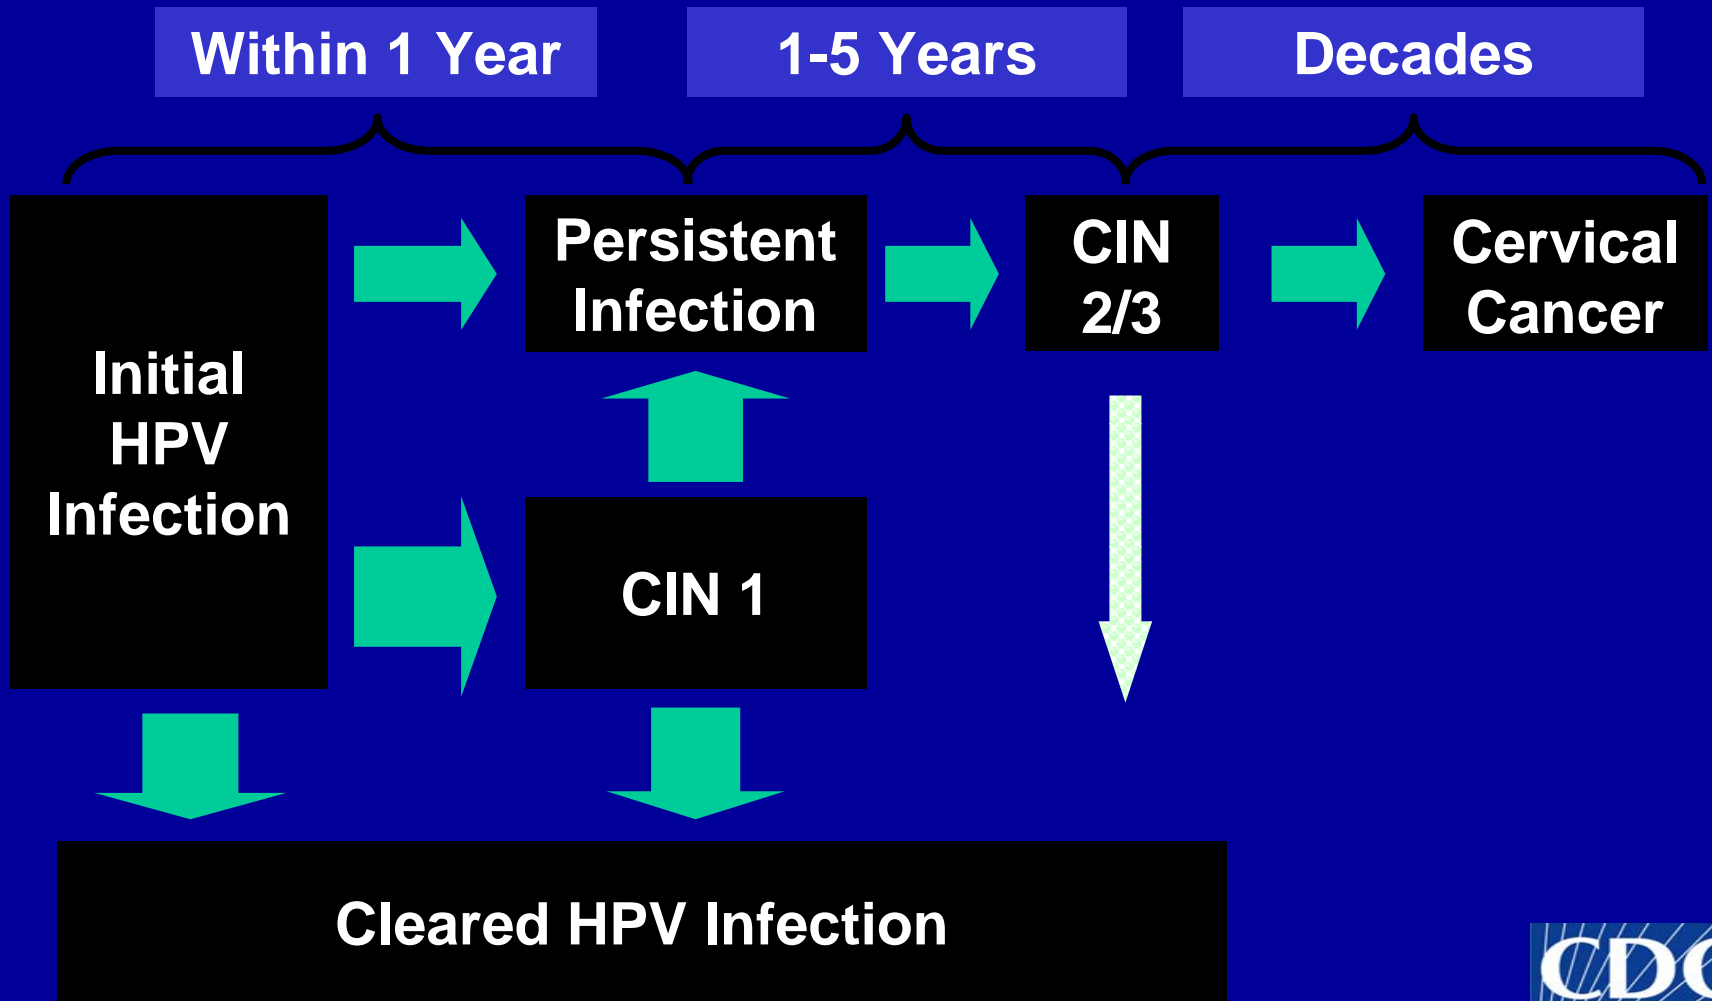 Within 1 Year
1-5 Years
Decades
Initial
HPV
Infection
Persistent
Infection
CIN
2/3
Cervical
Cancer
CIN 1
Cleared HPV Infection
CDC